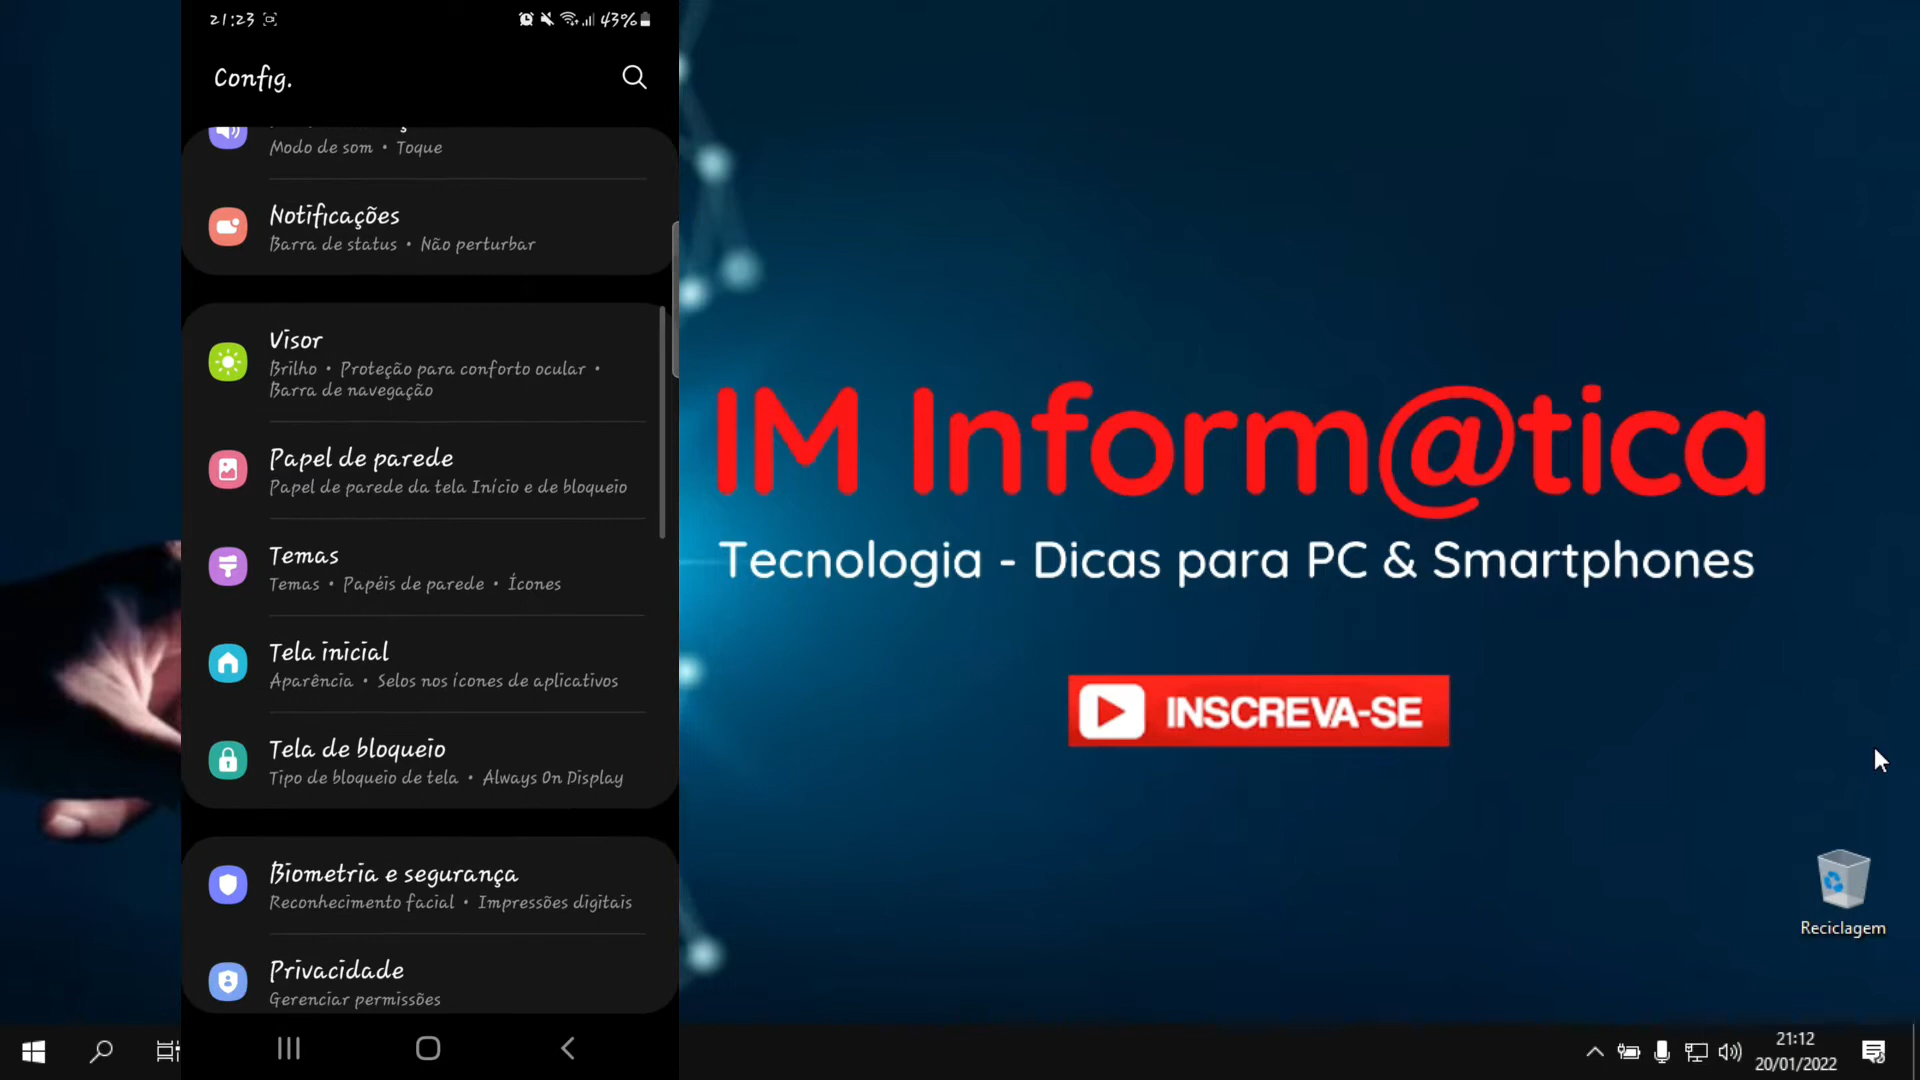 21:23
43%
Config.
Modo de som • Toque
Notificações
Barra de status • Não perturbar
Visor
Brilho • Proteção para conforto ocular •
Barra de navegação
Papel de parede
Papel de parede da tela Início e de bloqueio
Temas
Temas • Papéis de parede • Ícones
Tela inicial
Aparência • Selos nos ícones de aplicativos
Tela de bloqueio
Tipo de bloqueio de tela • Always On Display
Biometria e segurança
Reconhecimento facial • Impressões digitais
Privacidade
Gerenciar permissões
IM Inform@tica
Tecnologia - Dicas para PC & Smartphones
INSCREVA-SE
Reciclagem
21:12
20/01/2022